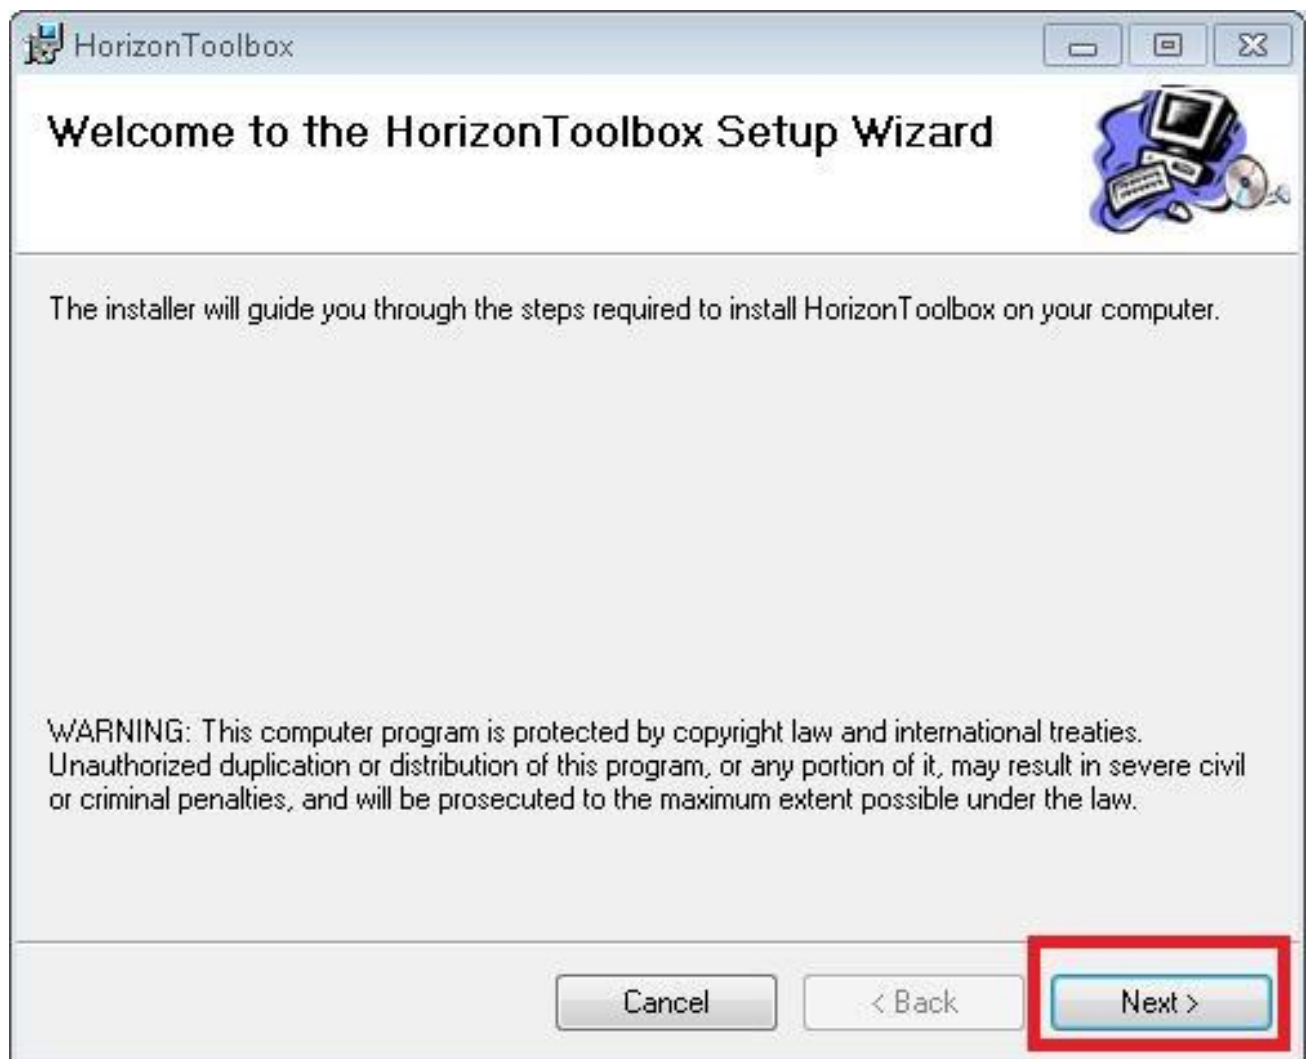 HorizonToolbox
Welcome to the HorizonToolbox Setup Wizard
The installer will guide you through the steps required to install HorizonToolbox on your computer.
WARNING: This computer program is protected by copyright law and international treaties.
Unauthorized duplication or distribution of this program, or any portion of it, may result in severe civil
or criminal penalties, and will be prosecuted to the maximum extent possible under the law.
Cancel
< Back
Next >